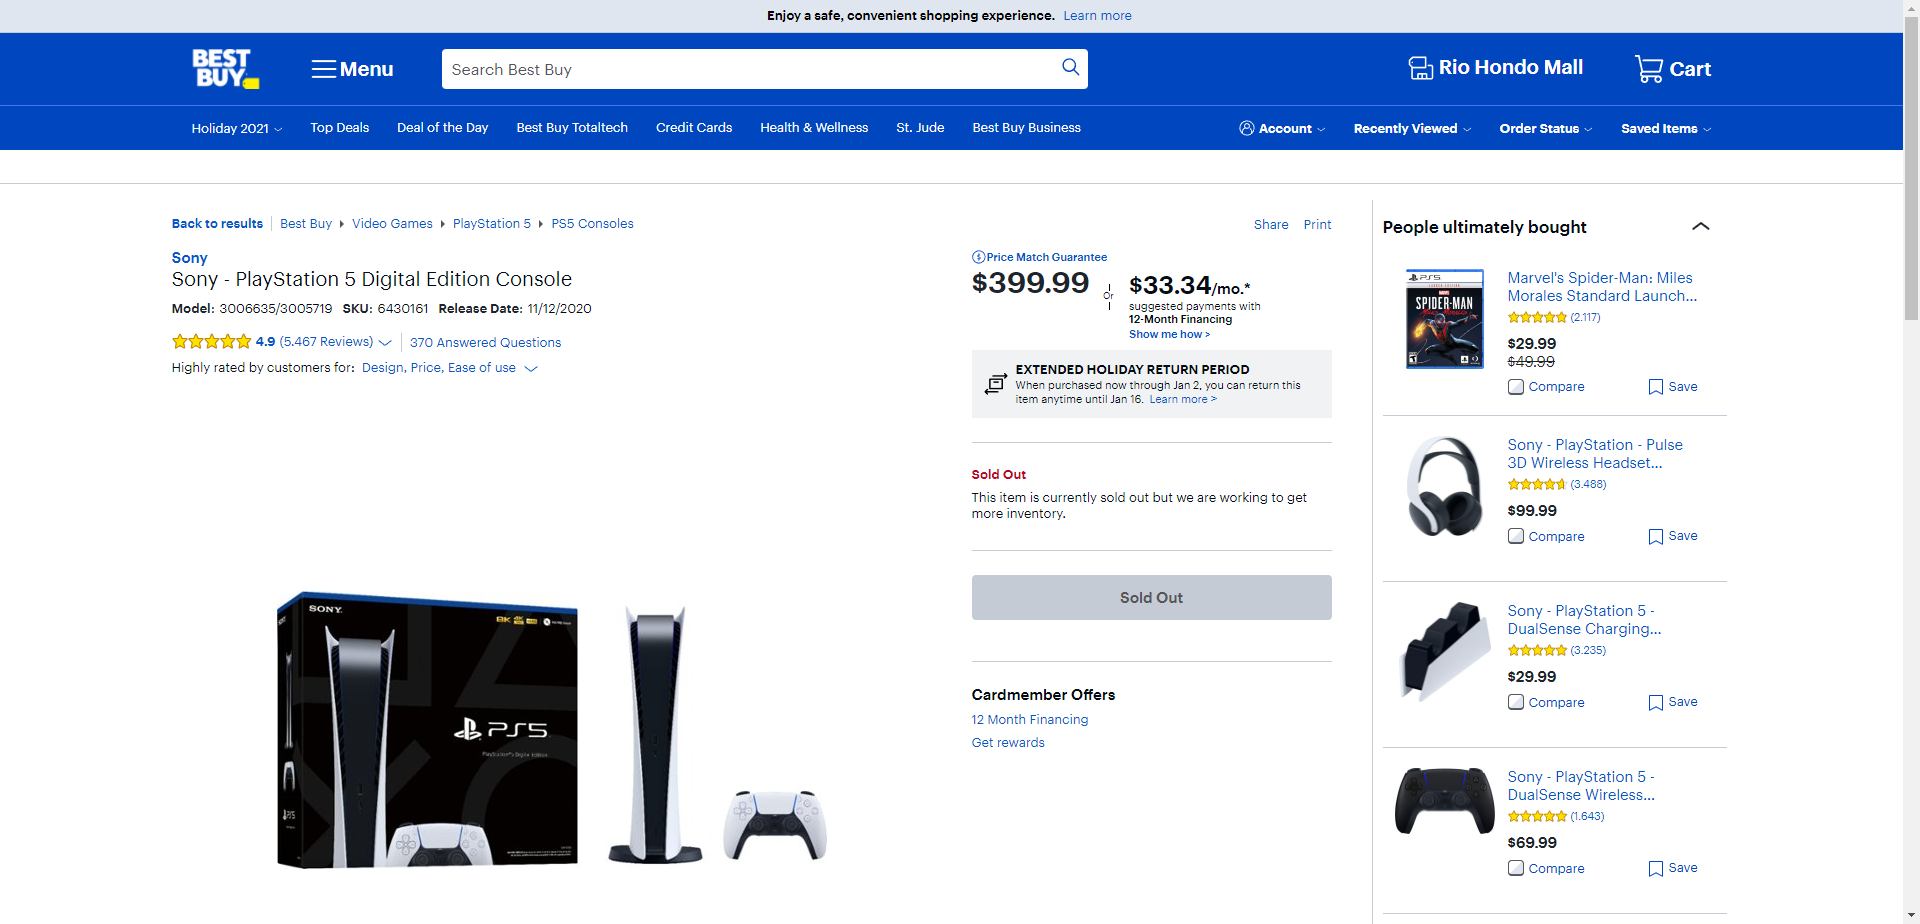 Enjoy a safe, convenient shopping experience. Learn more
BEST BUY
Menu
Search Best Buy
Rio Hondo Mall
Cart
Holiday 2021
Top Deals
Deal of the Day
Best Buy Totaltech
Credit Cards
Health & Wellness
St. Jude
Best Buy Business
Account
Recently Viewed
Order Status
Saved Items
Back to results
Best Buy
Video Games
PlayStation 5
PS5 Consoles
Share
Print
Sony
Sony - PlayStation 5 Digital Edition Console
Model: 3006635/3005719 SKU: 6430161 Release Date: 11/12/2020
4.9 (5.467 Reviews)
370 Answered Questions
Highly rated by customers for: Design, Price, Ease of use
SONY
8K
PS5
PlayStation 5 Digital Edition
Price Match Guarantee
$399.99
Or
$33.34/mo.*
suggested payments with
12-Month Financing
Show me how >
EXTENDED HOLIDAY RETURN PERIOD
When purchased now through Jan 2, you can return this
item anytime until Jan 16. Learn more >
Sold Out
This item is currently sold out but we are working to get
more inventory.
Sold Out
Cardmember Offers
12 Month Financing
Get rewards
People ultimately bought
PS5
SPIDER-MAN
Marvel's Spider-Man: Miles
Morales Standard Launch...
(2.117)
$29.99
$49.99
Compare
Save
Sony - PlayStation - Pulse
3D Wireless Headset...
(3.488)
$99.99
Compare
Save
Sony - PlayStation 5 -
DualSense Charging...
(3.235)
$29.99
Compare
Save
Sony - PlayStation 5 -
DualSense Wireless...
(1.643)
$69.99
Compare
Save